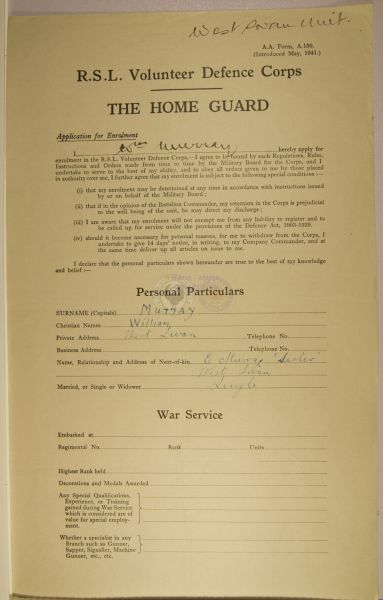 West Swan Unit.
A.A. Form, A.160.
(Introduced May, 1941.)
R.S.L. Volunteer Defence Corps
THE HOME GUARD
Application for Enrolment
I, Wm Murray hereby apply for
enrolment in the R.S.L. Volunteer Defence Corps,—I agree to be bound by such Regulations, Rules,
Instructions and Orders made from time to time by the Military Board for the Corps, and I
undertake to serve to the best of my ability, and to obey all orders given to me by those placed
in authority over me, I further agree that my enrolment is subject to the following special conditions :—
(i) that my enrolment may be determined at any time in accordance with instructions issued
by or on behalf of the Military Board ;
(ii) that if in the opinion of the Battalion Commander, my retention in the Corps is prejudicial
to the well being of the unit, he may direct my discharge ;
(iii) I am aware that my enrolment will not exempt me from any liability to register and to
be called up for service under the provisions of the Defence Act, 1903-1939.
(iv) should it become necessary for personal reasons, for me to withdraw from the Corps, I
undertake to give 14 days' notice, in writing, to my Company Commander, and at
the same time deliver up all articles on issue to me.
I declare that the personal particulars shown hereunder are true to the best of my knowledge
and belief :—
Personal Particulars
SURNAME (Capitals) MURRAY
Christian Names William
Private Address West Swan Telephone No.
Business Address Telephone No.
Name, Relationship and Address of Next-of-kin E Murray 'Sister'
West Swan
Married, or Single or Widower Single
War Service
Embarked at
Regimental No. Rank Units
Highest Rank held
Decorations and Medals Awarded
Any Special Qualifications,
Experience, or Training
gained during War Service
which is considered are of
value for special employ-
ment.
Whether a specialist in any
Branch such as Gunner,
Sapper, Signaller, Machine
Gunner, etc., etc.